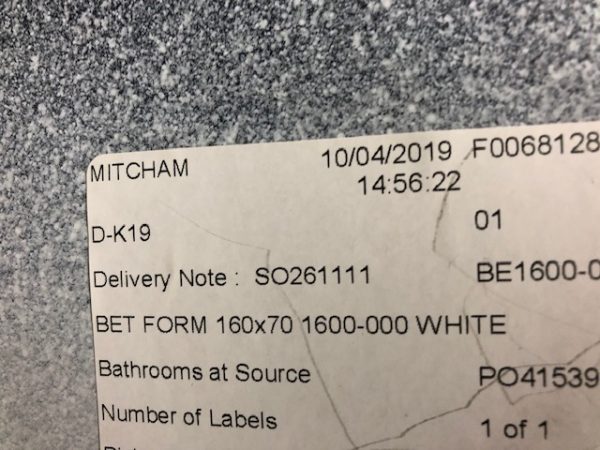 MITCHAM 10/04/2019 F0068128
14:56:22
D-K19 01
Delivery Note : SO261111 BE1600-0
BET FORM 160x70 1600-000 WHITE
Bathrooms at Source PO41539
Number of Labels 1 of 1